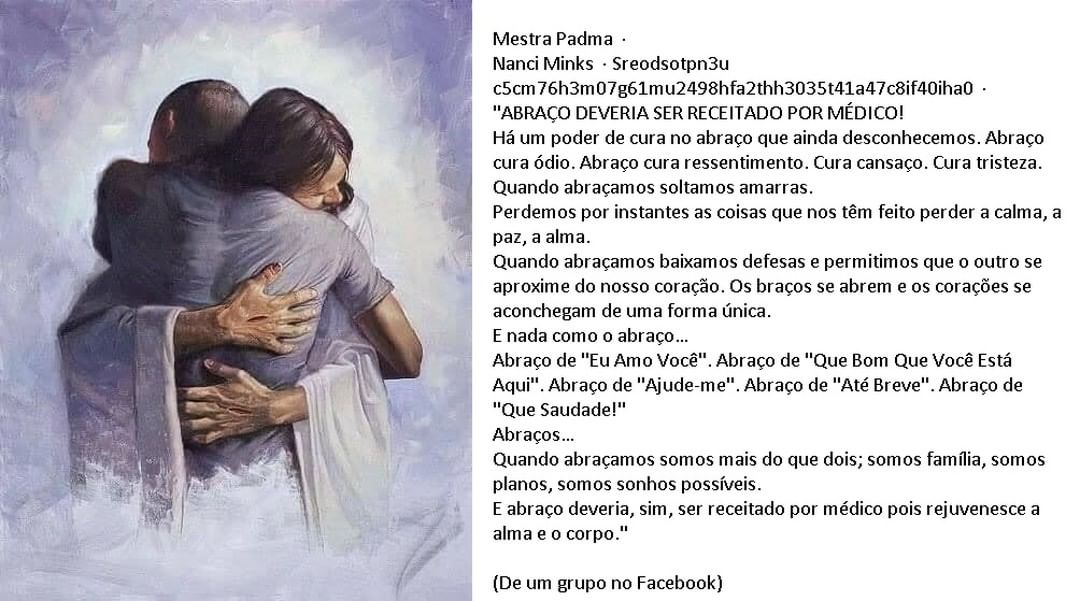 Mestra Padma ·
Nanci Minks · Sreodsotpn3u
c5cm76h3m07g61mu2498hfa2thh3035t41a47c8if40iha0 ·
"ABRAÇO DEVERIA SER RECEITADO POR MÉDICO!
Há um poder de cura no abraço que ainda desconhecemos. Abraço
cura ódio. Abraço cura ressentimento. Cura cansaço. Cura tristeza.
Quando abraçamos soltamos amarras.
Perdemos por instantes as coisas que nos têm feito perder a calma, a
paz, a alma.
Quando abraçamos baixamos defesas e permitimos que o outro se
aproxime do nosso coração. Os braços se abrem e os corações se
aconchegam de uma forma única.
E nada como o abraço...
Abraço de "Eu Amo Você". Abraço de "Que Bom Que Você Está
Aqui". Abraço de "Ajude-me". Abraço de "Até Breve". Abraço de
"Que Saudade!"
Abraços...
Quando abraçamos somos mais do que dois; somos família, somos
planos, somos sonhos possíveis.
E abraço deveria, sim, ser receitado por médico pois rejuvenesce a
alma e o corpo."
(De um grupo no Facebook)